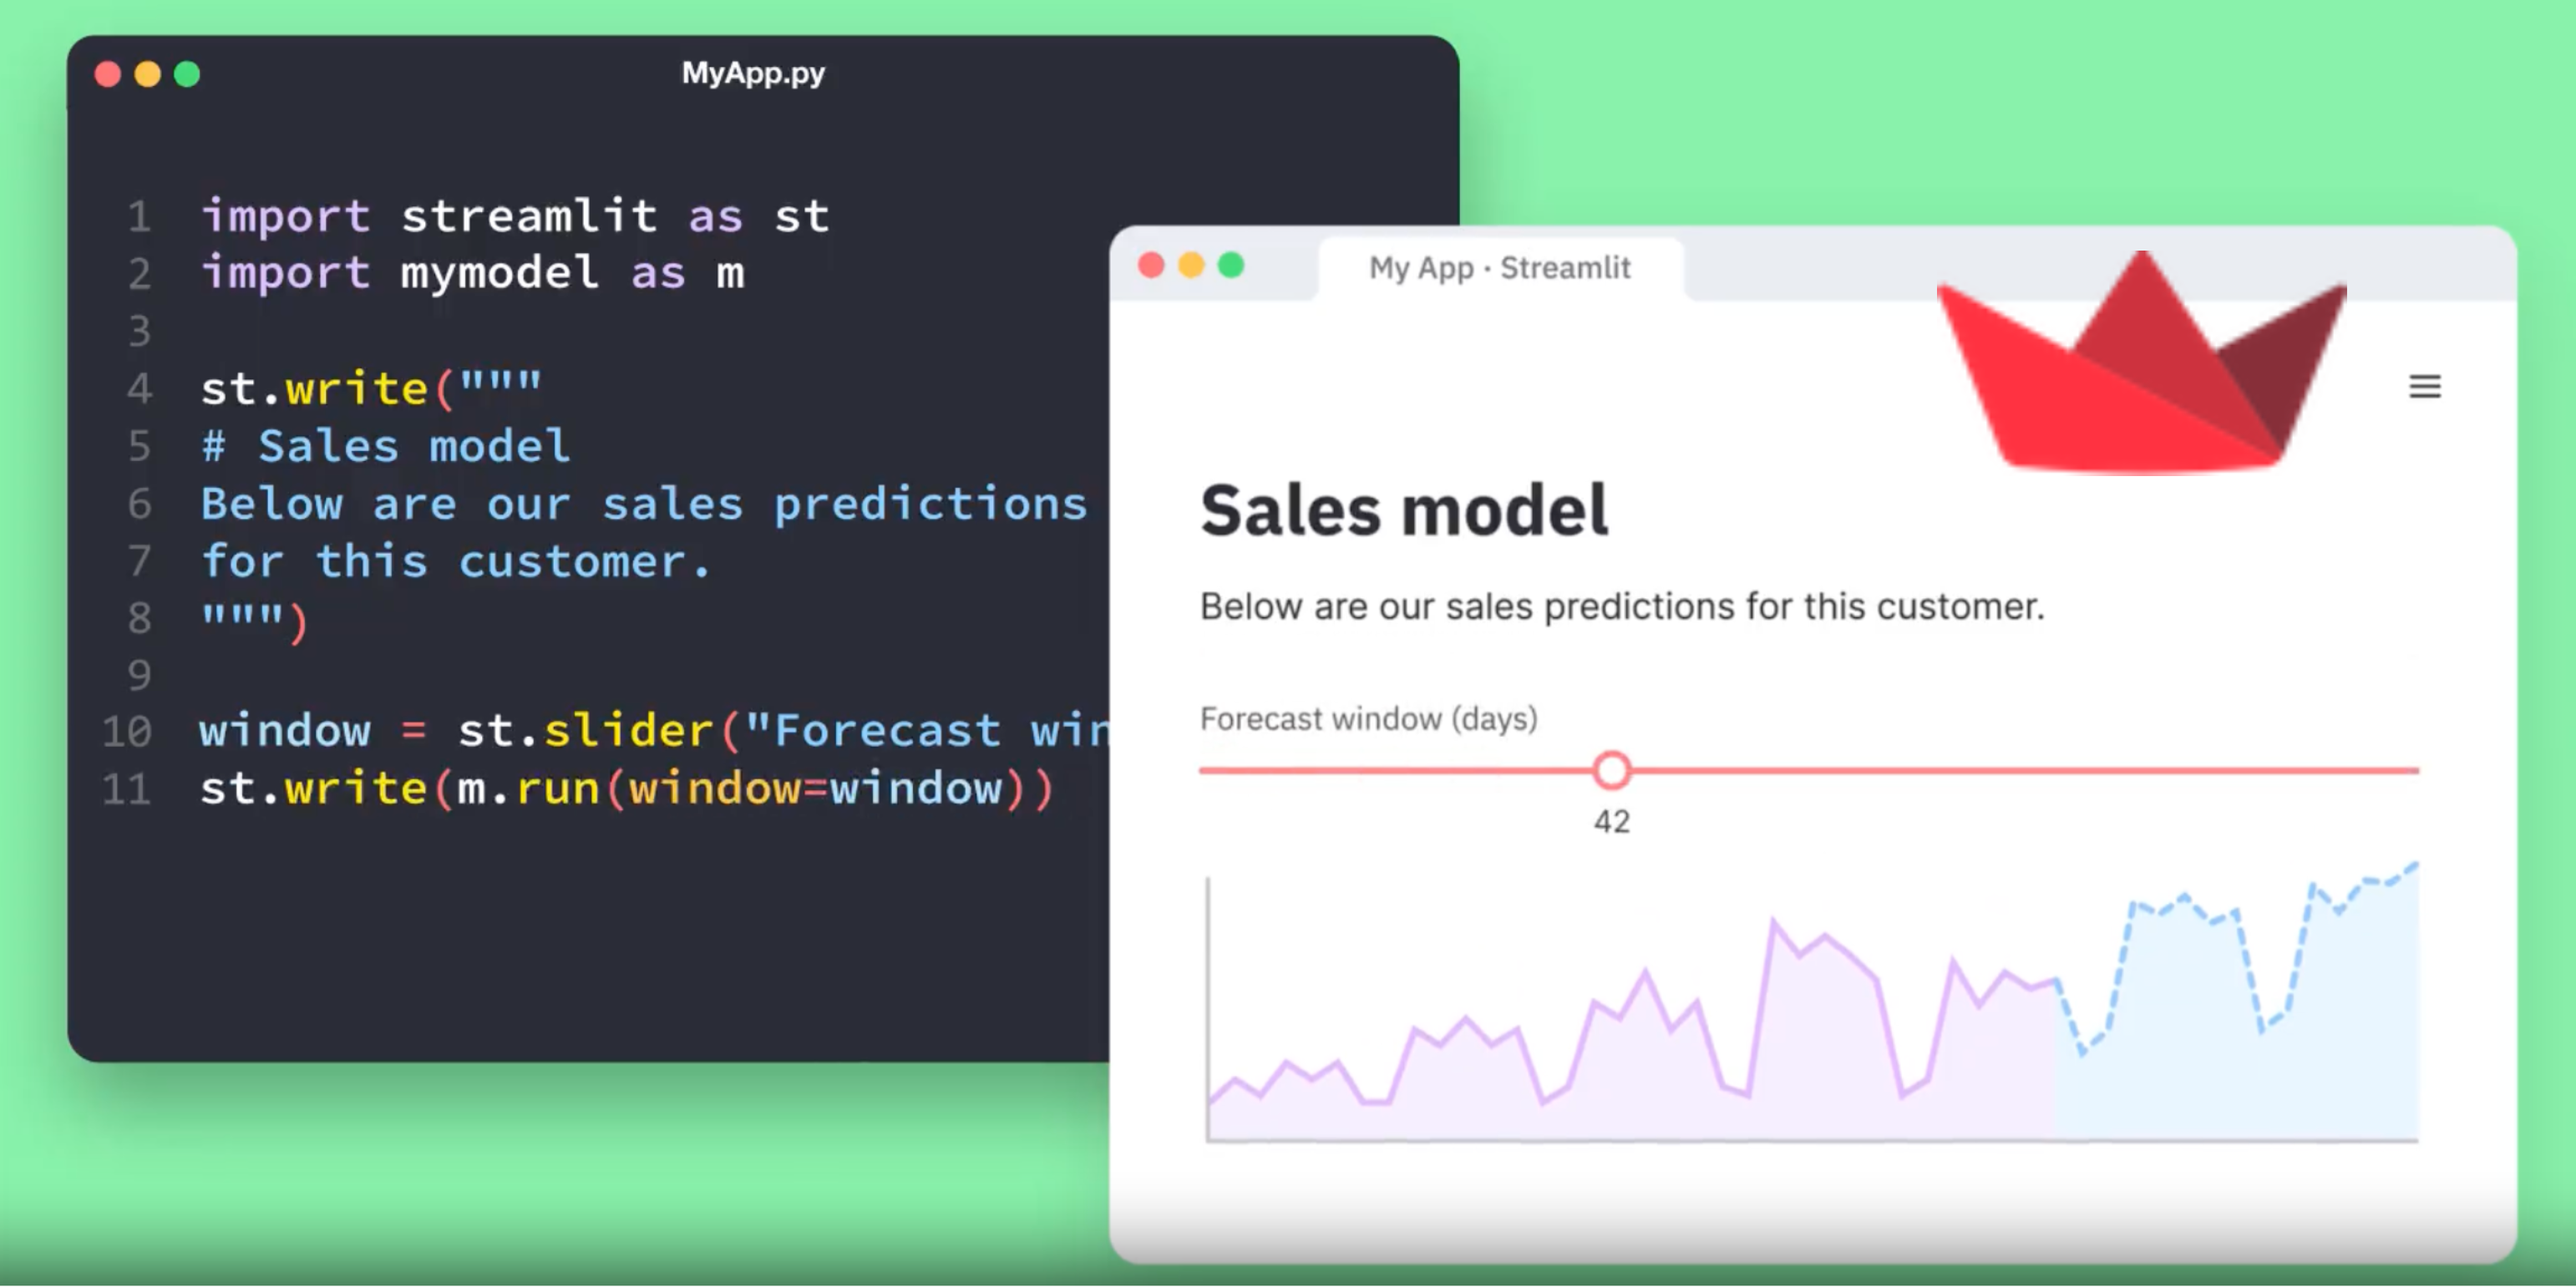 MyApp.py
1 import streamlit as st
2 import mymodel as m
3
4 st.write("""
5 # Sales model
6 Below are our sales predictions
7 for this customer.
8 """)
9
10 window = st.slider("Forecast win
11 st.write(m.run(window=window))
My App · Streamlit
Sales model
Below are our sales predictions for this customer.
Forecast window (days)
42